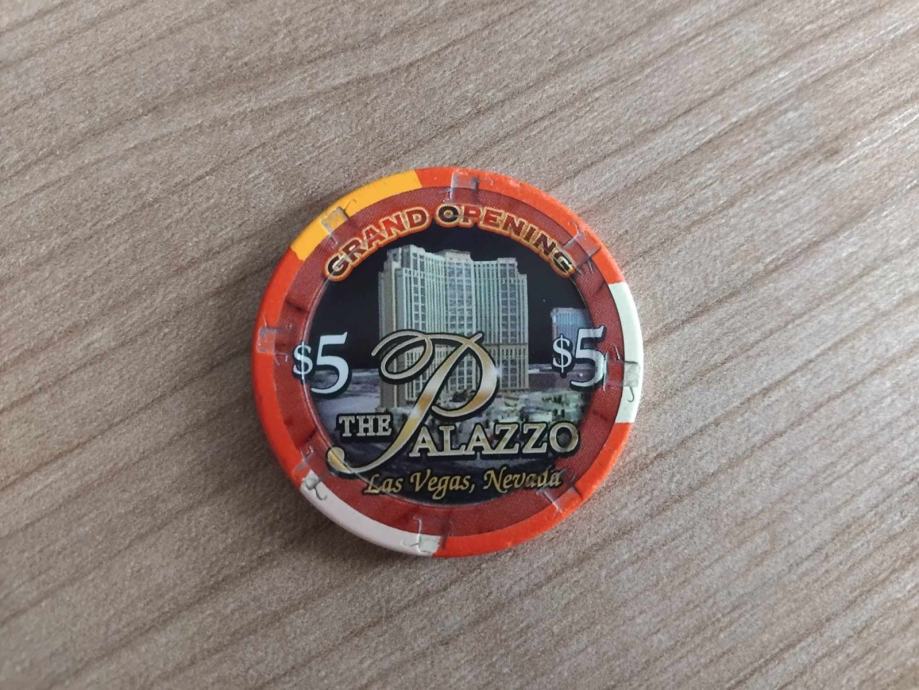 GRAND OPENING
$5 $5
THE PALAZZO
Las Vegas, Nevada